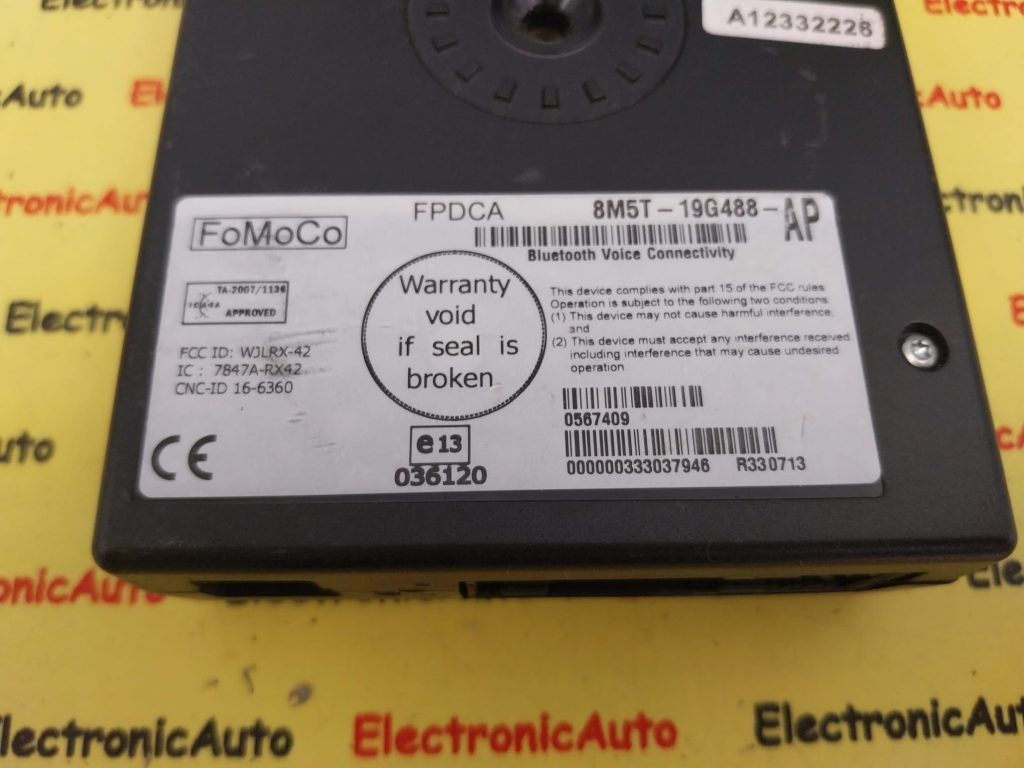 A12332228
FoMoCo
FPDCA
8M5T-19G488-AP
Bluetooth Voice Connectivity
TA-2007/1136
ICASA
APPROVED
Warranty
void
if seal is
broken
This device complies with part 15 of the FCC rules.
Operation is subject to the following two conditions:
(1) This device may not cause harmful interference,
and
(2) This device must accept any interference received
including interference that may cause undesired
operation.
FCC ID: WJLRX-42
IC : 7847A-RX42
CNC-ID 16-6360
0567409
CE
e13
036120
000000333037946 R330713
ElectronicAuto
ElectronicAuto